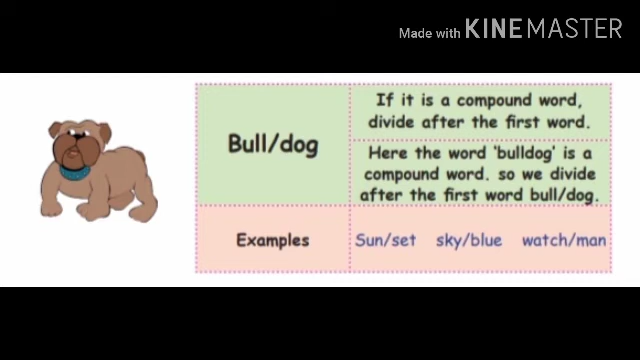 Made with KINEMASTER
Bull/dog
If it is a compound word,
divide after the first word.
Here the word 'bulldog' is a
compound word. so we divide
after the first word bull/dog.
Examples
Sun/set sky/blue watch/man